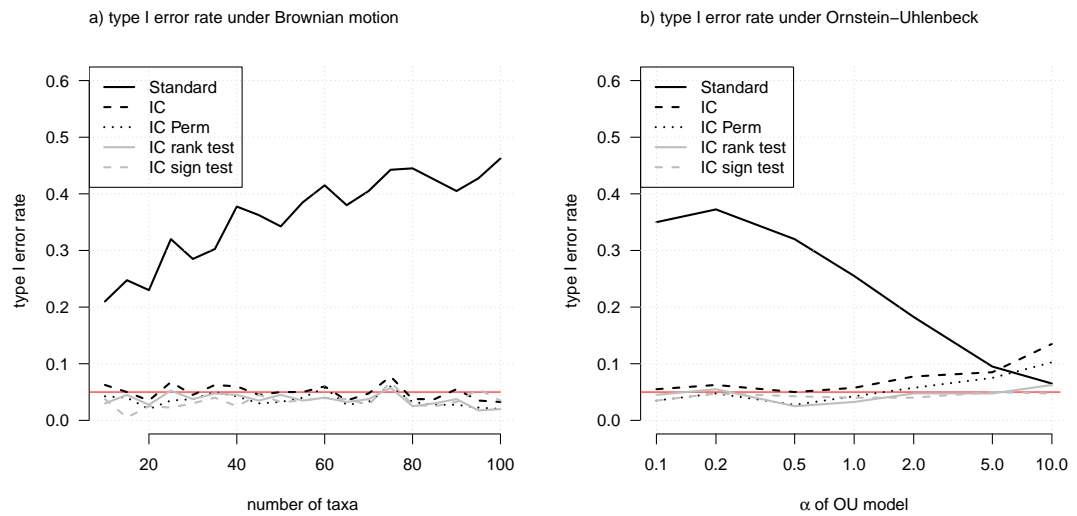 a) type I error rate under Brownian motion
type I error rate
0.6
0.5
0.4
0.3
0.2
0.1
0.0
Standard
IC
IC Perm
IC rank test
IC sign test
20 40 60 80 100
number of taxa
b) type I error rate under Ornstein−Uhlenbeck
type I error rate
0.6
0.5
0.4
0.3
0.2
0.1
0.0
Standard
IC
IC Perm
IC rank test
IC sign test
0.1 0.2 0.5 1.0 2.0 5.0 10.0
α of OU model